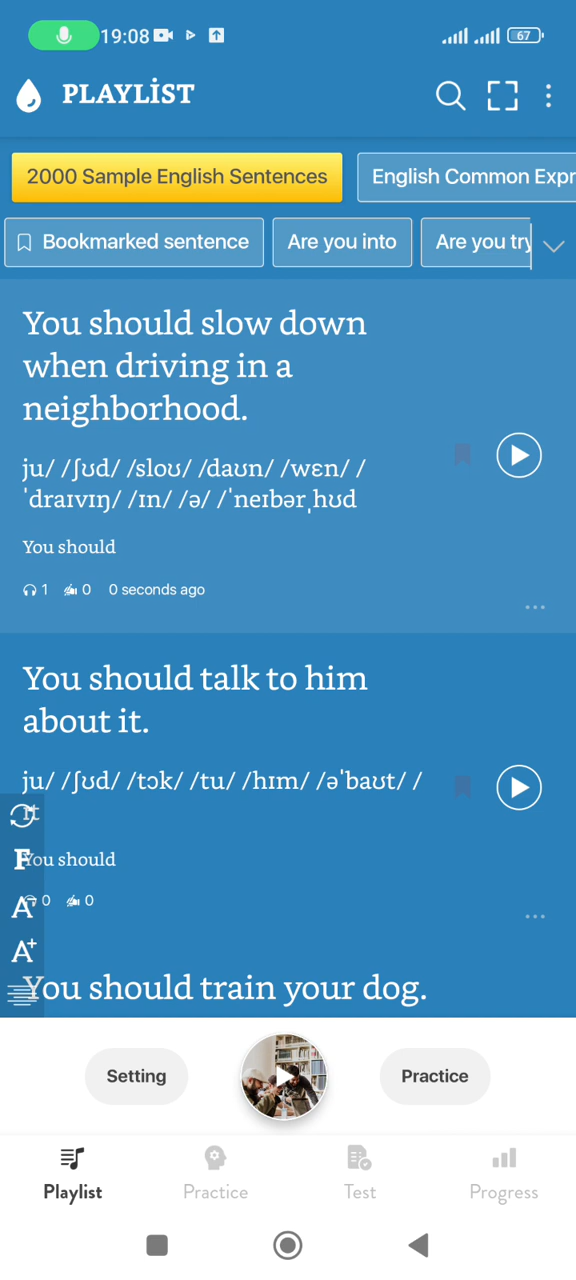 19:08
67
PLAYLİST
2000 Sample English Sentences
English Common Expr
Bookmarked sentence
Are you into
Are you try
You should slow down
when driving in a
neighborhood.
ju/ /ʃʊd/ /sloʊ/ /daʊn/ /wɛn/ /
ˈdraɪvɪŋ/ /ɪn/ /ə/ /ˈneɪbərˌhʊd
You should
1
0
0 seconds ago
You should talk to him
about it.
ju/ /ʃʊd/ /tɔk/ /tu/ /hɪm/ /əˈbaʊt/ /
ɪt
F
You should
A
0
0
A+
You should train your dog.
Setting
Practice
Playlist
Practice
Test
Progress